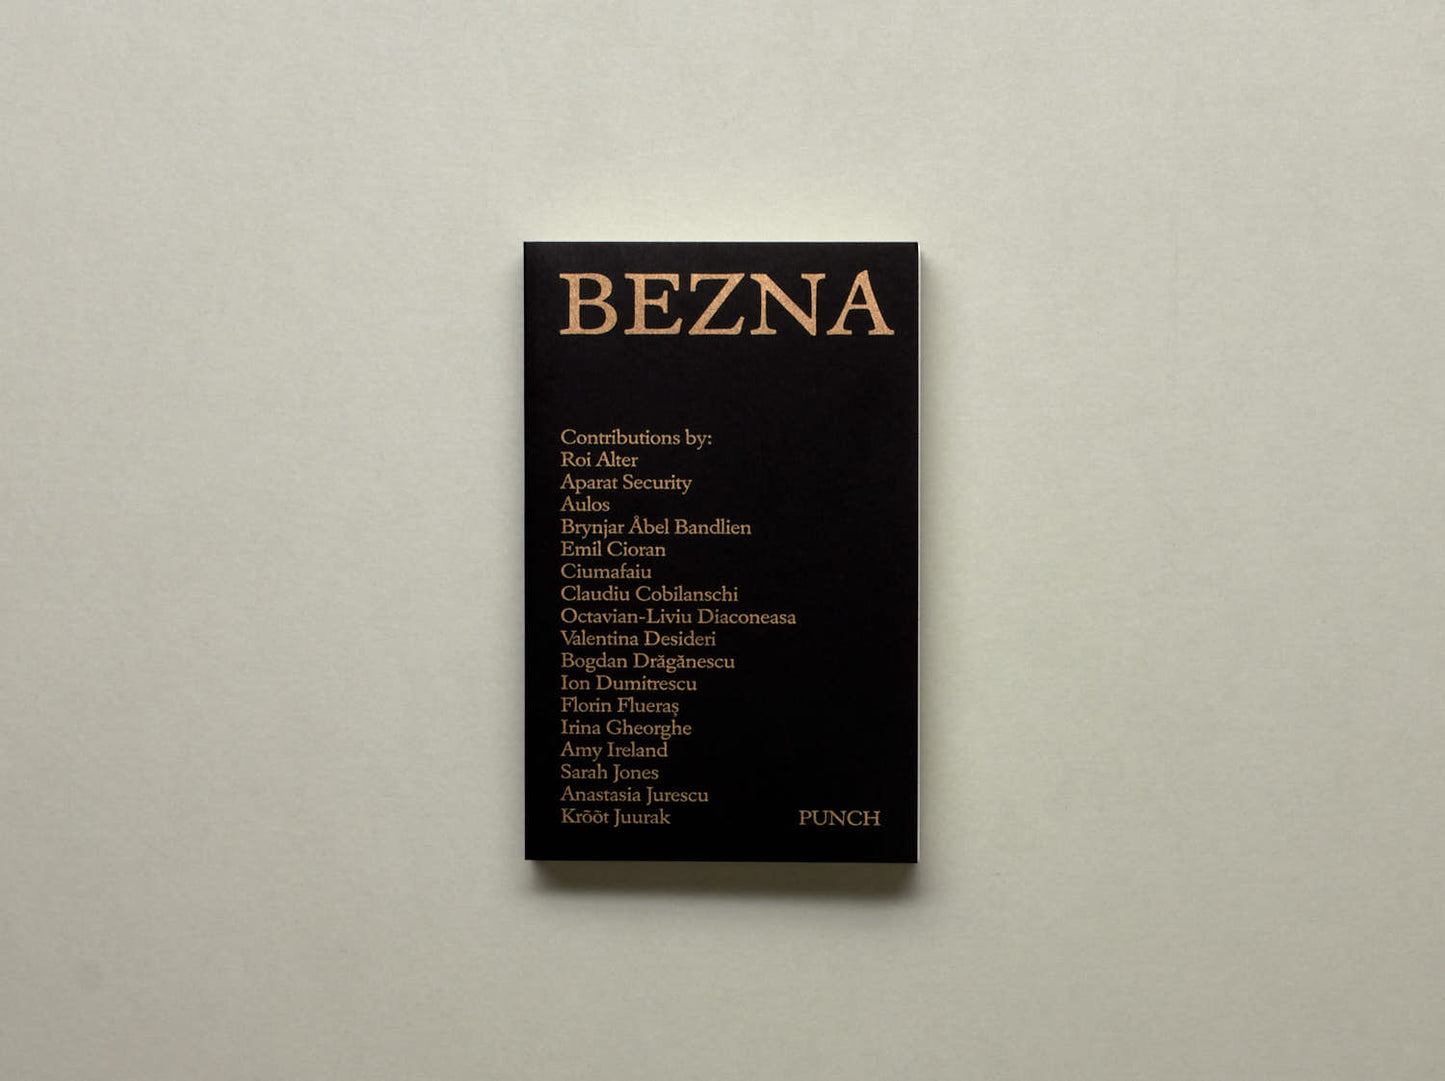 BEZNA
Contributions by:
Roi Alter
Aparat Security
Aulos
Brynjar Åbel Bandlien
Emil Cioran
Ciumafaiu
Claudiu Cobilanschi
Octavian-Liviu Diaconeasa
Valentina Desideri
Bogdan Drăgănescu
Ion Dumitrescu
Florin Flueraș
Irina Gheorghe
Amy Ireland
Sarah Jones
Anastasia Jurescu
Krõõt Juurak
PUNCH